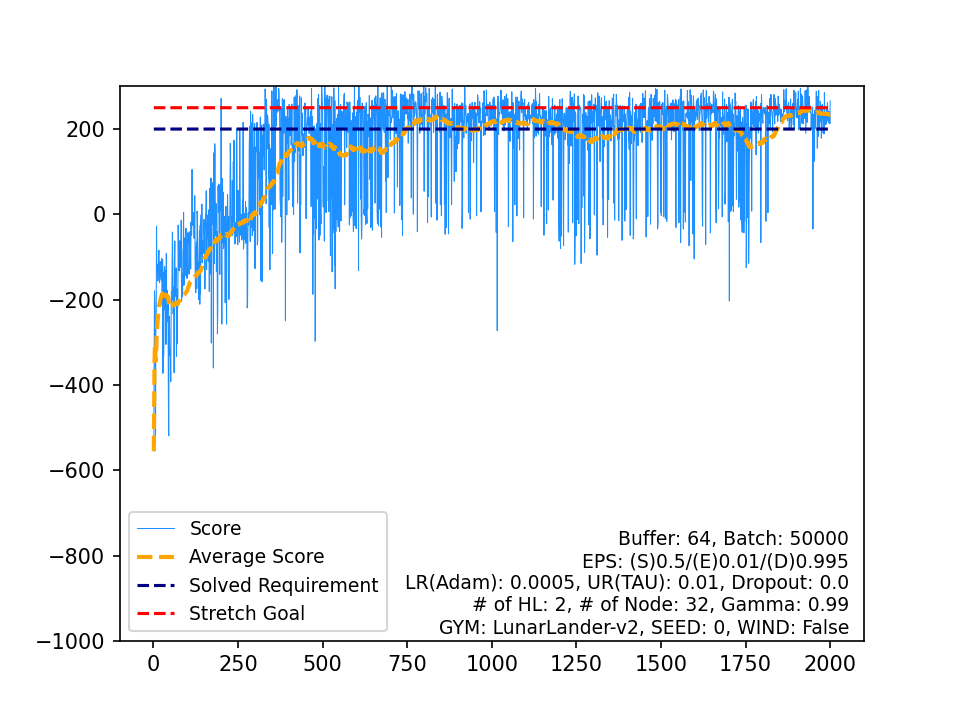 200
0
−200
−400
−600
−800
−1000
Score
Average Score
Solved Requirement
Stretch Goal
Buffer: 64, Batch: 50000
EPS: (S)0.5/(E)0.01/(D)0.995
LR(Adam): 0.0005, UR(TAU): 0.01, Dropout: 0.0
# of HL: 2, # of Node: 32, Gamma: 0.99
GYM: LunarLander-v2, SEED: 0, WIND: False
0 250 500 750 1000 1250 1500 1750 2000